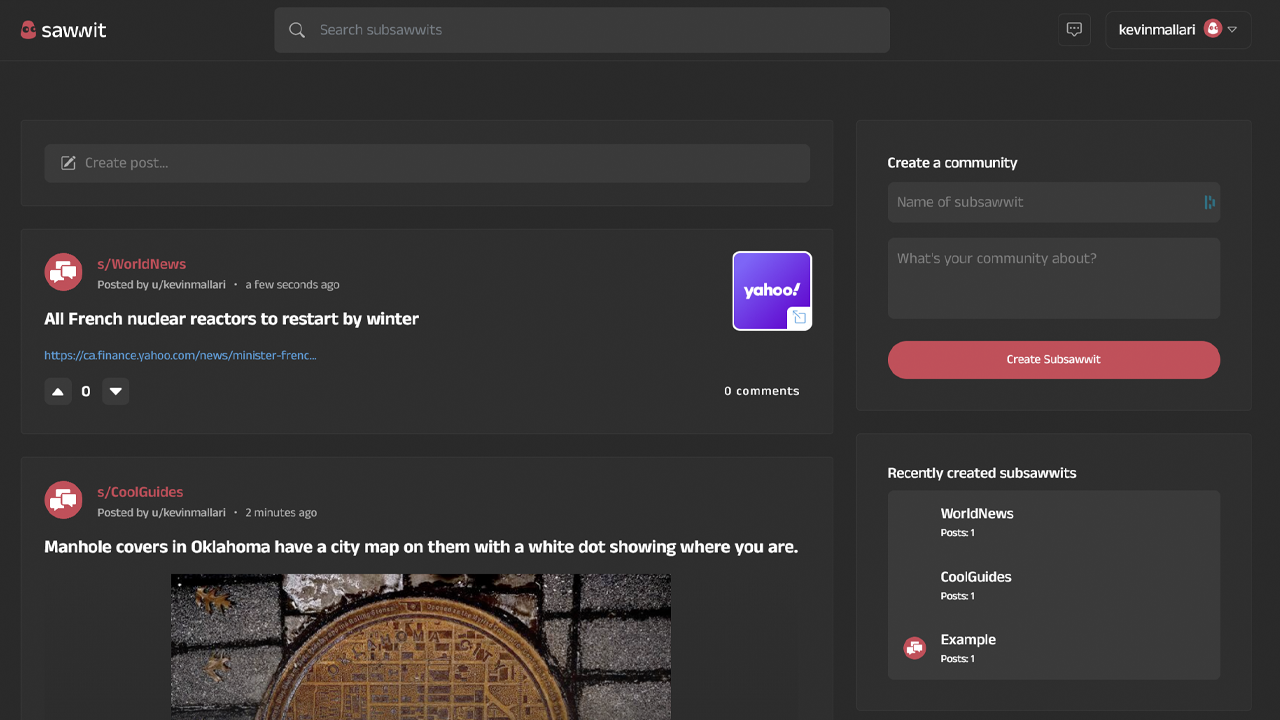 sawwit
Search subsawwits
kevinmallari
Create post...
s/WorldNews
Posted by u/kevinmallari • a few seconds ago
All French nuclear reactors to restart by winter
https://ca.finance.yahoo.com/news/minister-frenc...
yahoo!
0
0 comments
s/CoolGuides
Posted by u/kevinmallari • 2 minutes ago
Manhole covers in Oklahoma have a city map on them with a white dot showing where you are.
Create a community
Name of subsawwit
What's your community about?
Create Subsawwit
Recently created subsawwits
WorldNews
Posts: 1
CoolGuides
Posts: 1
Example
Posts: 1